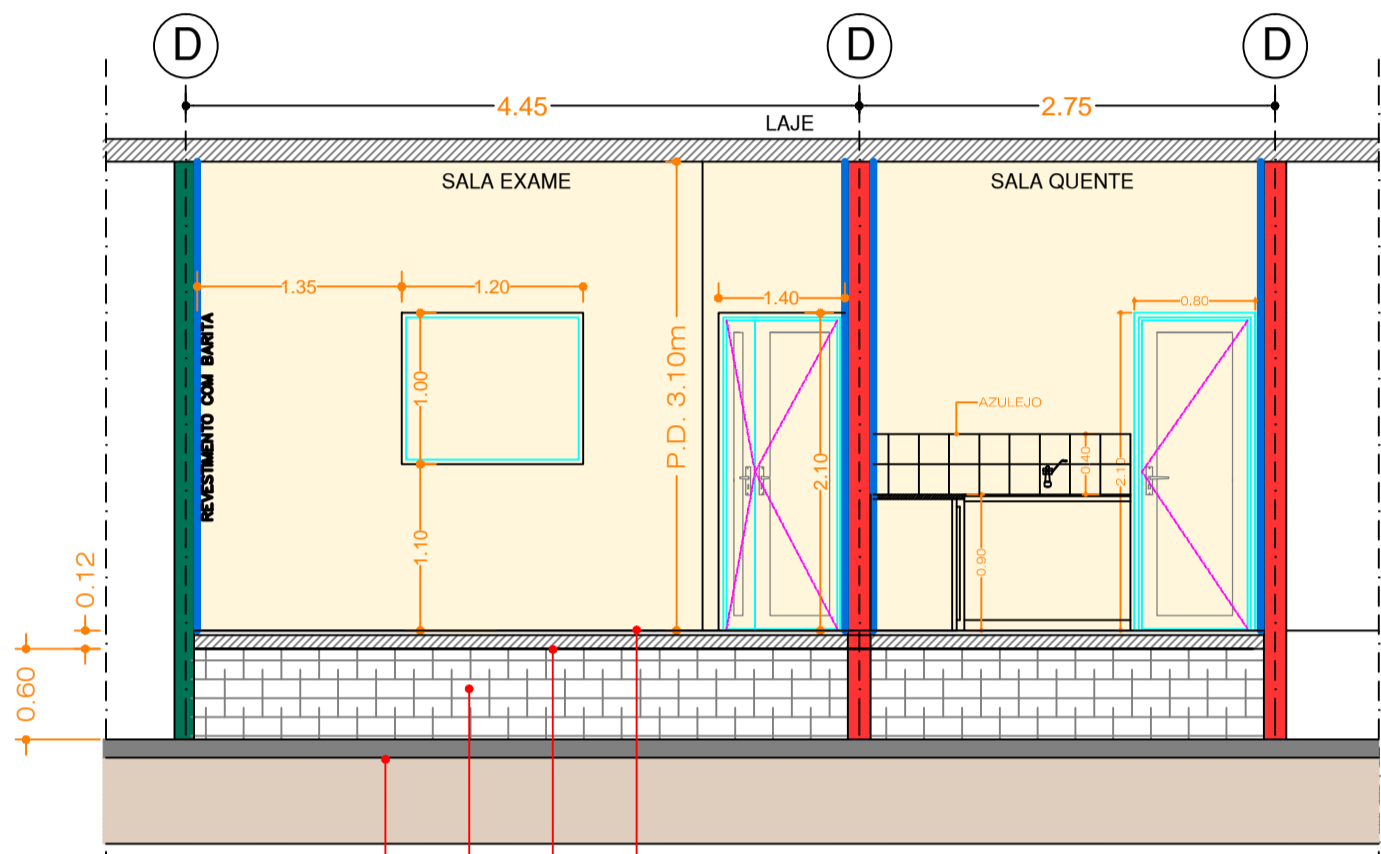 D
D
D
4.45
2.75
LAJE
SALA EXAME
SALA QUENTE
1.35
1.20
1.40
0.80
REVESTIMENTO COM BARITA
1.00
P.D. 3.10m
2.10
AZULEJO
0.40
2.10
1.10
0.90
0.12
0.60